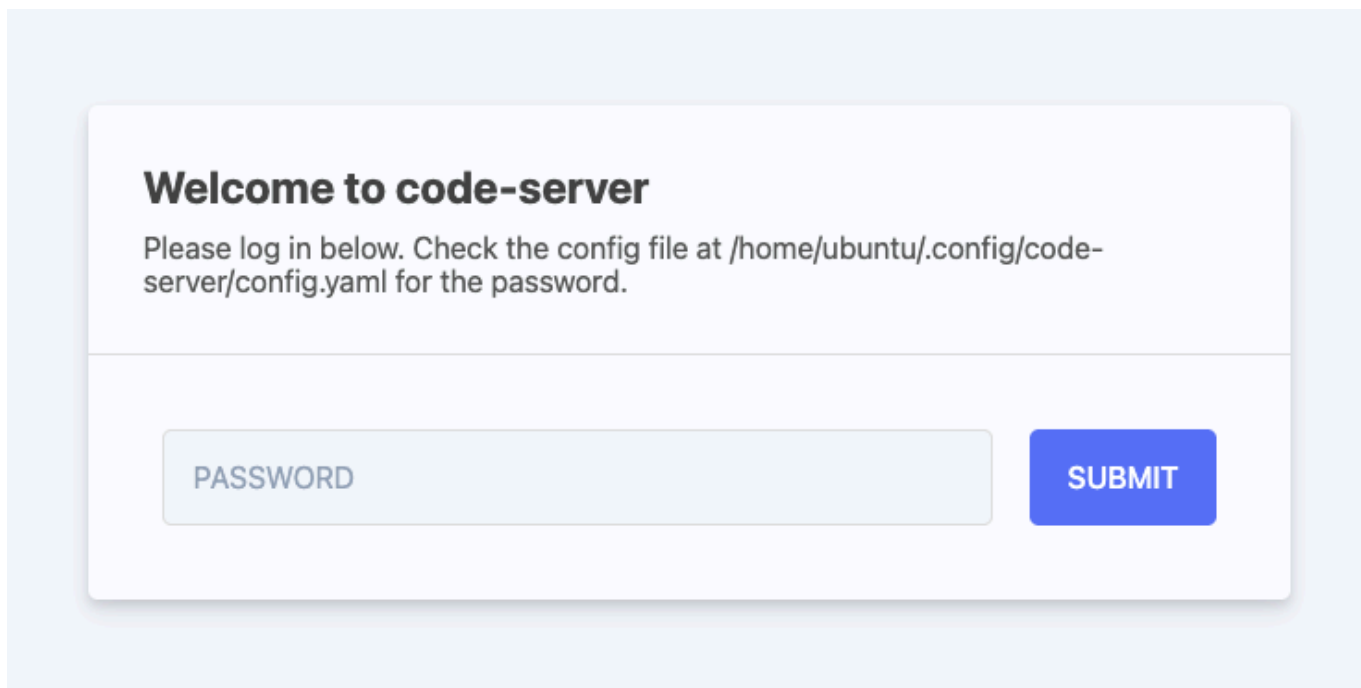 Welcome to code-server
Please log in below. Check the config file at /home/ubuntu/.config/code-
server/config.yaml for the password.
PASSWORD
SUBMIT